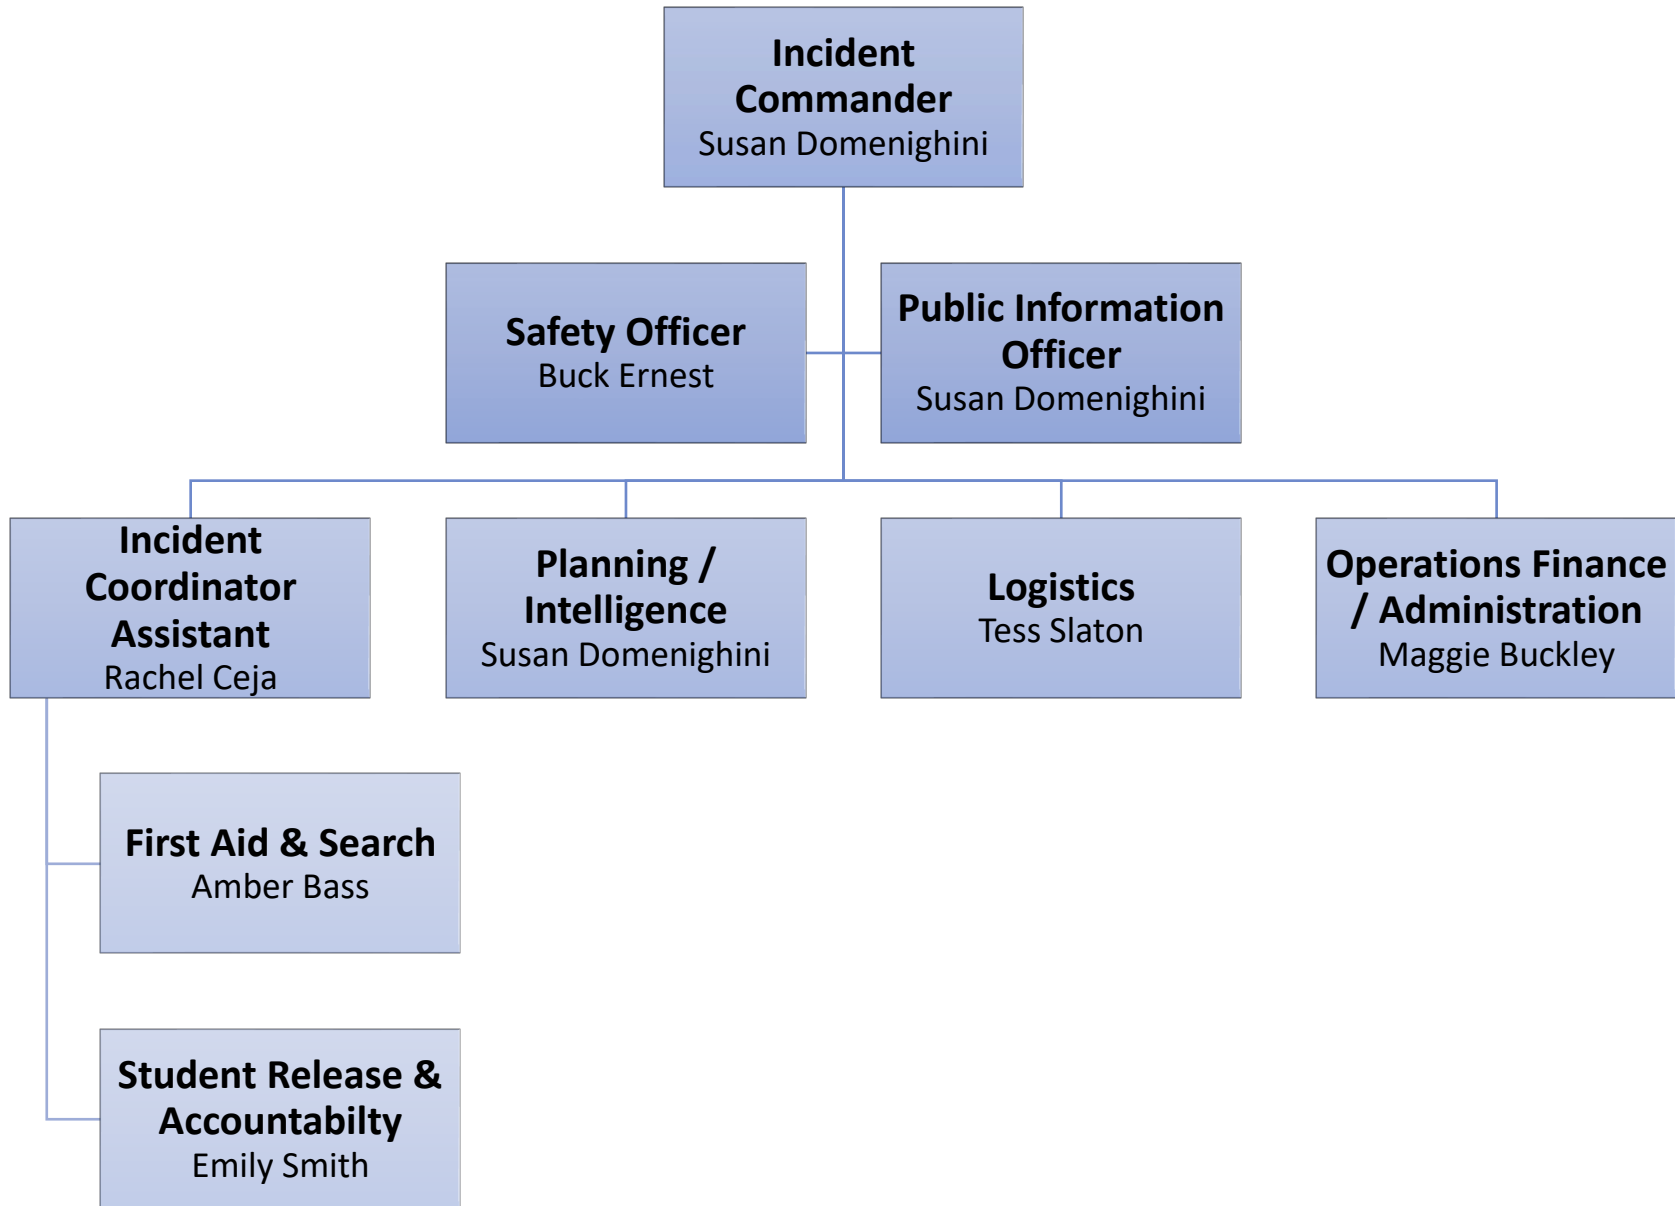 Incident
Commander
Susan Domenighini
Safety Officer
Buck Ernest
Public Information
Officer
Susan Domenighini
Incident
Coordinator
Assistant
Rachel Ceja
Planning /
Intelligence
Susan Domenighini
Logistics
Tess Slaton
Operations Finance
/ Administration
Maggie Buckley
First Aid & Search
Amber Bass
Student Release &
Accountabilty
Emily Smith